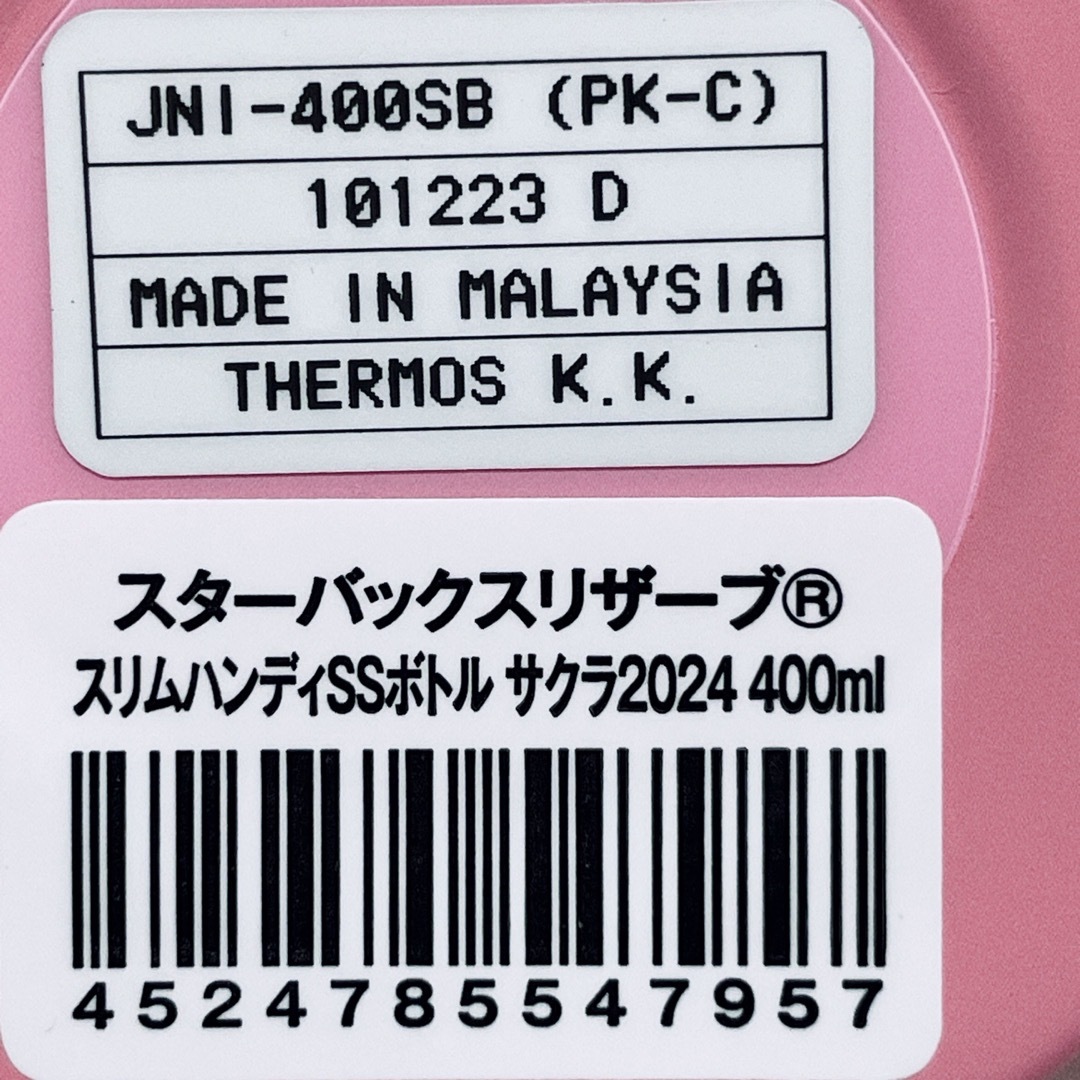 JNI-400SB (PK-C)
101223 D
MADE IN MALAYSIA
THERMOS K.K.
スターバックスリザーブ®
スリムハンディSSボトル サクラ2024 400ml
4524785547957